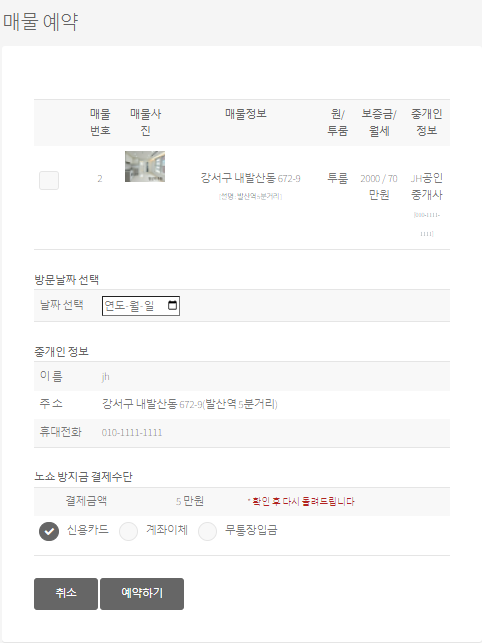 매물 예약
매물 번호 매물사진 매물정보 원/투룸 보증금/월세 중개인 정보
2 강서구 내발산동 672-9 투룸 2000 / 70 만원 JH공인중개사
(설명 : 발산역 5분거리) [010-1111-1111]
방문날짜 선택
날짜 선택 연도-월-일
중개인 정보
이 름 jh
주 소 강서구 내발산동 672-9(발산역 5분거리)
휴대전화 010-1111-1111
노쇼 방지금 결제수단
결제금액 5 만원 * 확인 후 다시 돌려드립니다
신용카드 계좌이체 무통장입금
취소 예약하기